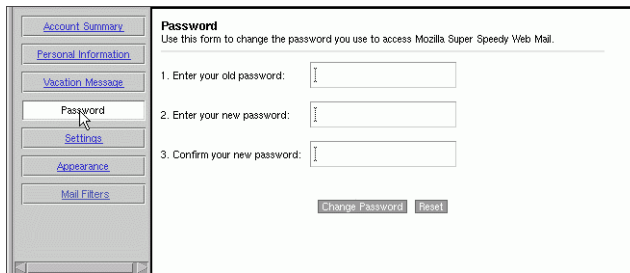 Account Summary
Personal Information
Vacation Message
Password
Settings
Appearance
Mail Filters
Password
Use this form to change the password you use to access Mozilla Super Speedy Web Mail.
1. Enter your old password:
2. Enter your new password:
3. Confirm your new password:
Change Password Reset